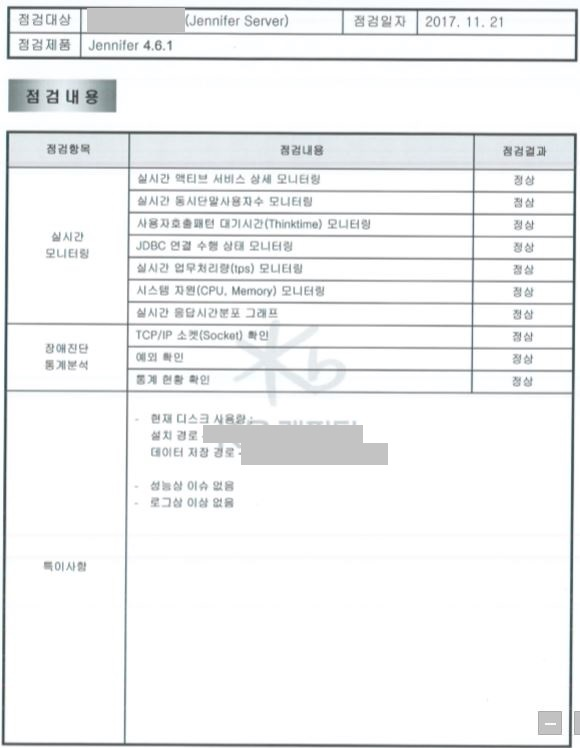 점검대상 (Jennifer Server) 점검일자 2017. 11. 21
점검제품 Jennifer 4.6.1
점검내용
점검항목 점검내용 점검결과
실시간 모니터링
실시간 액티브 서비스 상세 모니터링 정상
실시간 동시단말사용자수 모니터링 정상
사용자호출패턴 대기시간(Thinktime) 모니터링 정상
JDBC 연결 수행 상태 모니터링 정상
실시간 업무처리량(tps) 모니터링 정상
시스템 자원(CPU, Memory) 모니터링 정상
실시간 응답시간분포 그래프 정상
장애진단 통계분석
TCP/IP 소켓(Socket) 확인 정상
예외 확인 정상
통계 현황 확인 정상
특이사항
- 현재 디스크 사용량 :
설치 경로 -
데이터 저장 경로 -
- 성능상 이슈 없음
- 로그상 이상 없음